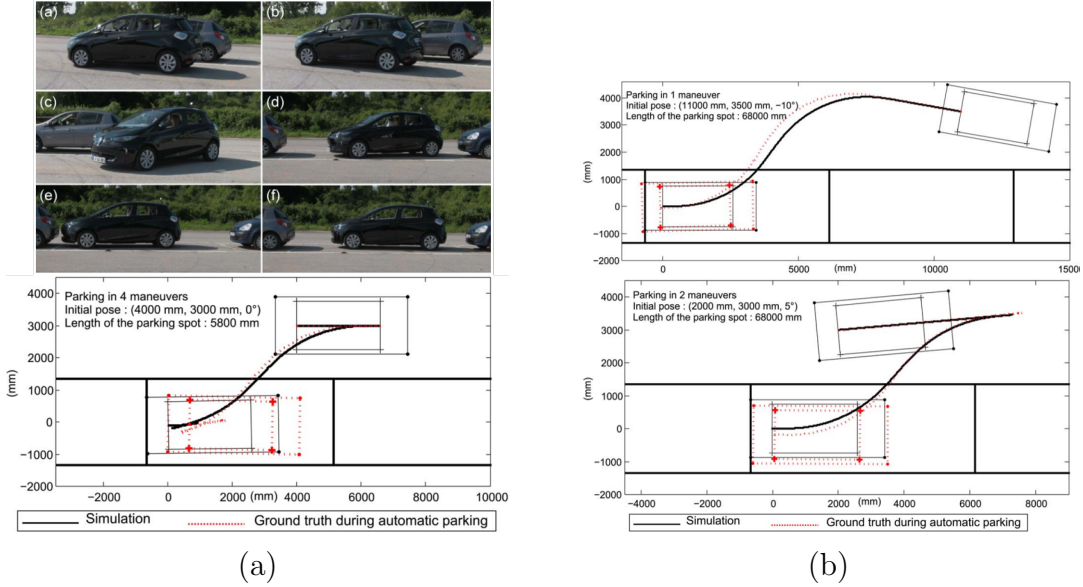 (a)
(b)
(c)
(d)
(e)
(f)
4000
3000
2000
1000
0
−1000
−2000
(mm)
Parking in 4 maneuvers
Initial pose : (4000 mm, 3000 mm, 0°)
Length of the parking spot : 5800 mm
−2000
0
2000
(mm)
4000
6000
8000
10000
Simulation
Ground truth during automatic parking
(a)
4000
3000
2000
1000
0
−1000
−2000
(mm)
Parking in 1 maneuver
Initial pose : (11000 mm, 3500 mm, −10°)
Length of the parking spot : 68000 mm
0
5000
(mm)
10000
1500
4000
3000
2000
1000
0
−1000
−2000
(mm)
Parking in 2 maneuvers
Initial pose : (2000 mm, 3000 mm, 5°)
Length of the parking spot : 68000 mm
−4000
−2000
0
2000
(mm)
4000
6000
8000
Simulation
Ground truth during automatic parking
(b)